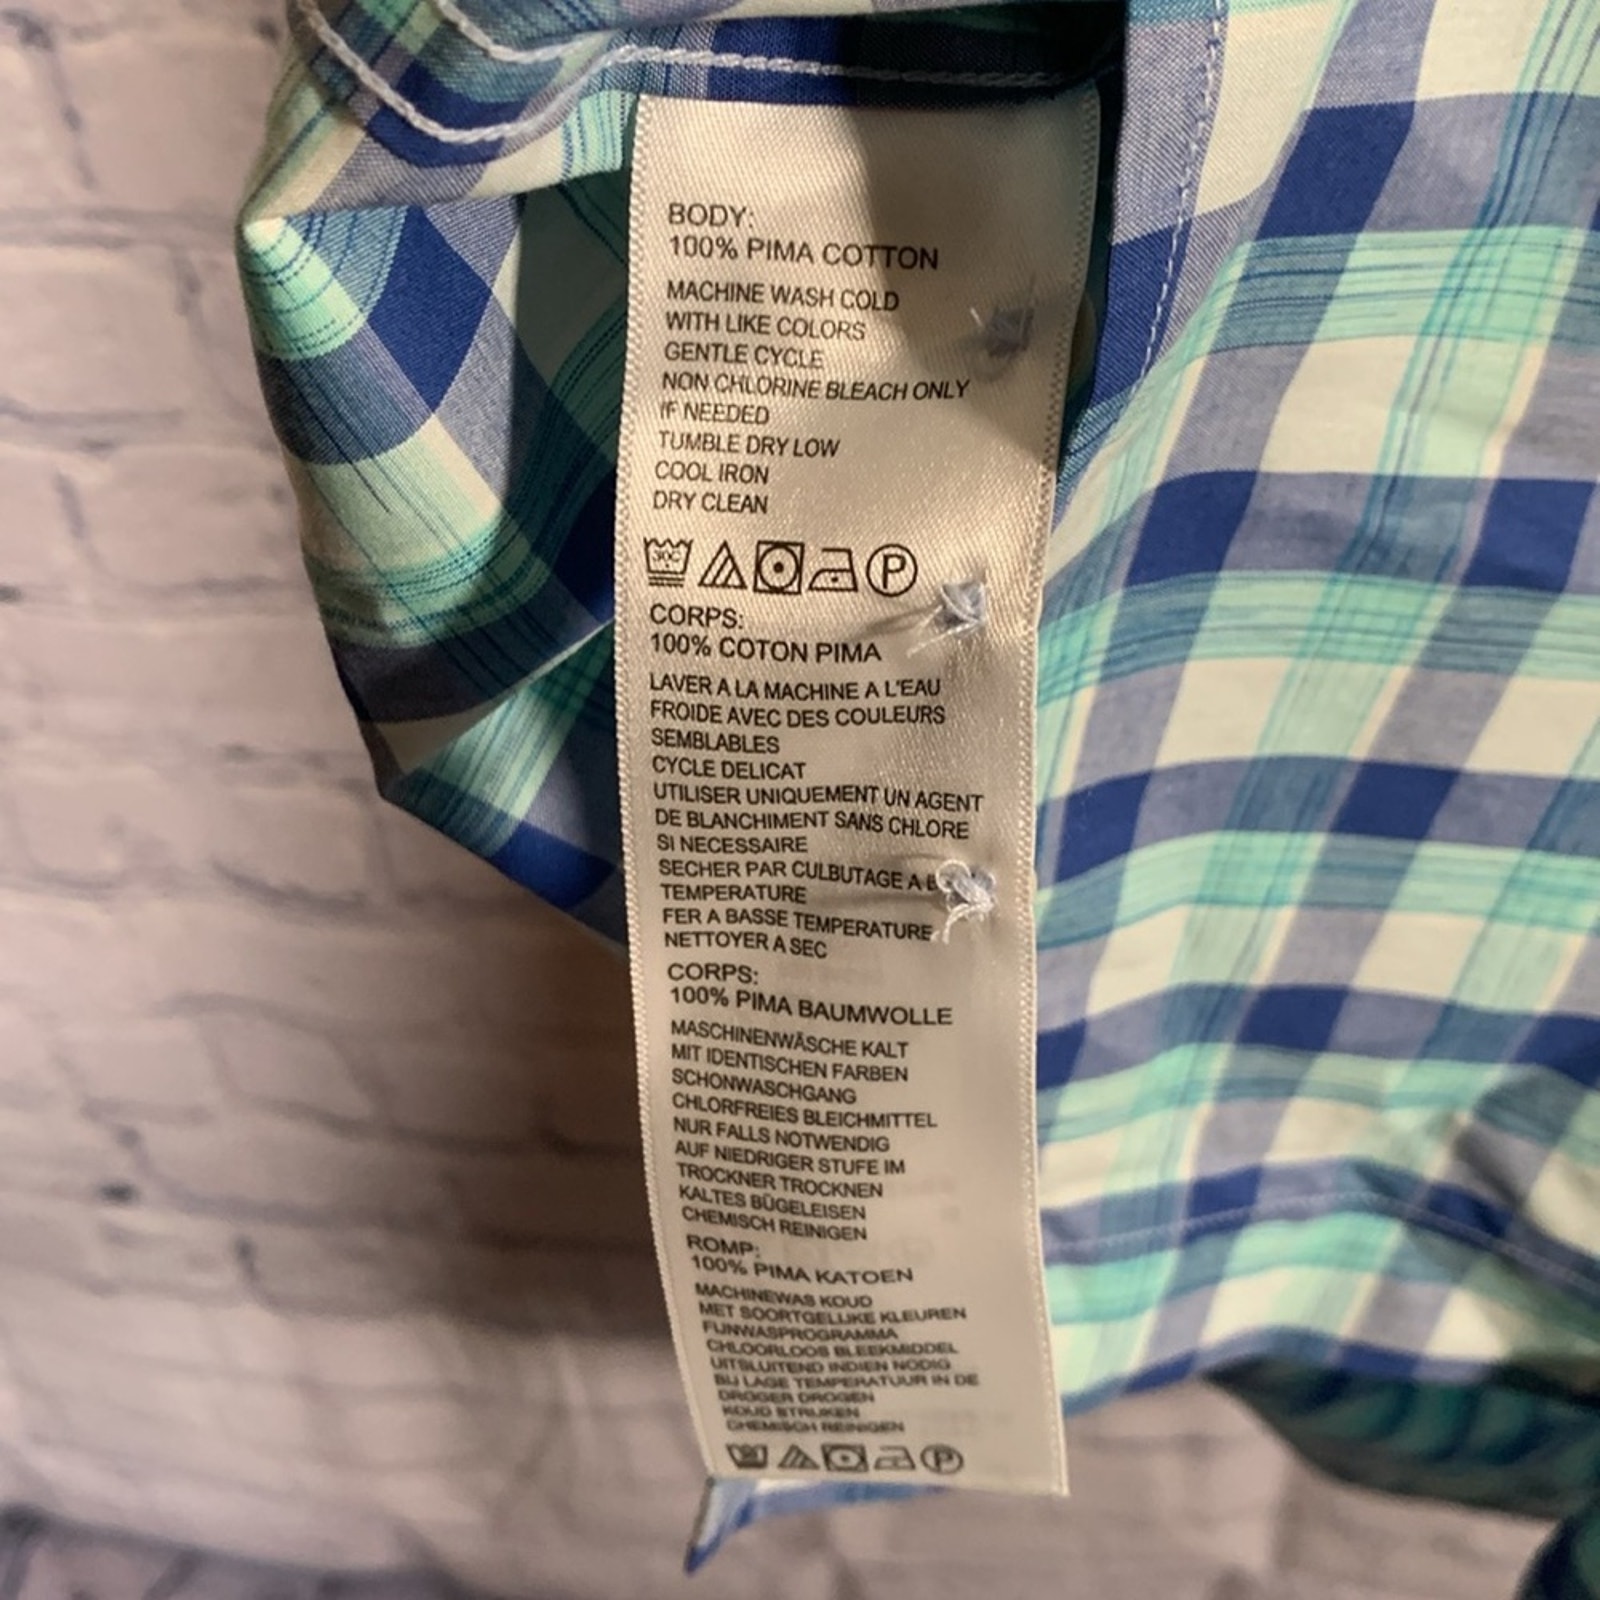 BODY:
100% PIMA COTTON
MACHINE WASH COLD
WITH LIKE COLORS
GENTLE CYCLE
NON CHLORINE BLEACH ONLY
IF NEEDED
TUMBLE DRY LOW
COOL IRON
DRY CLEAN
30C P
CORPS:
100% COTON PIMA
LAVER A LA MACHINE A L'EAU
FROIDE AVEC DES COULEURS
SEMBLABLES
CYCLE DELICAT
UTILISER UNIQUEMENT UN AGENT
DE BLANCHIMENT SANS CHLORE
SI NECESSAIRE
SECHER PAR CULBUTAGE A
TEMPERATURE
FER A BASSE TEMPERATURE
NETTOYER A SEC
CORPS:
100% PIMA BAUMWOLLE
MASCHINENWÄSCHE KALT
MIT IDENTISCHEN FARBEN
SCHONWASCHGANG
CHLORFREIES BLEICHMITTEL
NUR FALLS NOTWENDIG
AUF NIEDRIGER STUFE IM
TROCKNER TROCKNEN
KALTES BÜGELEISEN
CHEMISCH REINIGEN
ROMP:
100% PIMA KATOEN
MACHINEWAS KOUD
MET SOORTGELIJKE KLEUREN
FIJNWASPROGRAMMA
CHLOORLOOS BLEEKMIDDEL
UITSLUITEND INDIEN NODIG
BIJ LAGE TEMPERATUUR IN DE
DROGER DROGEN
KOUD STRIJKEN
CHEMISCH REINIGEN
P